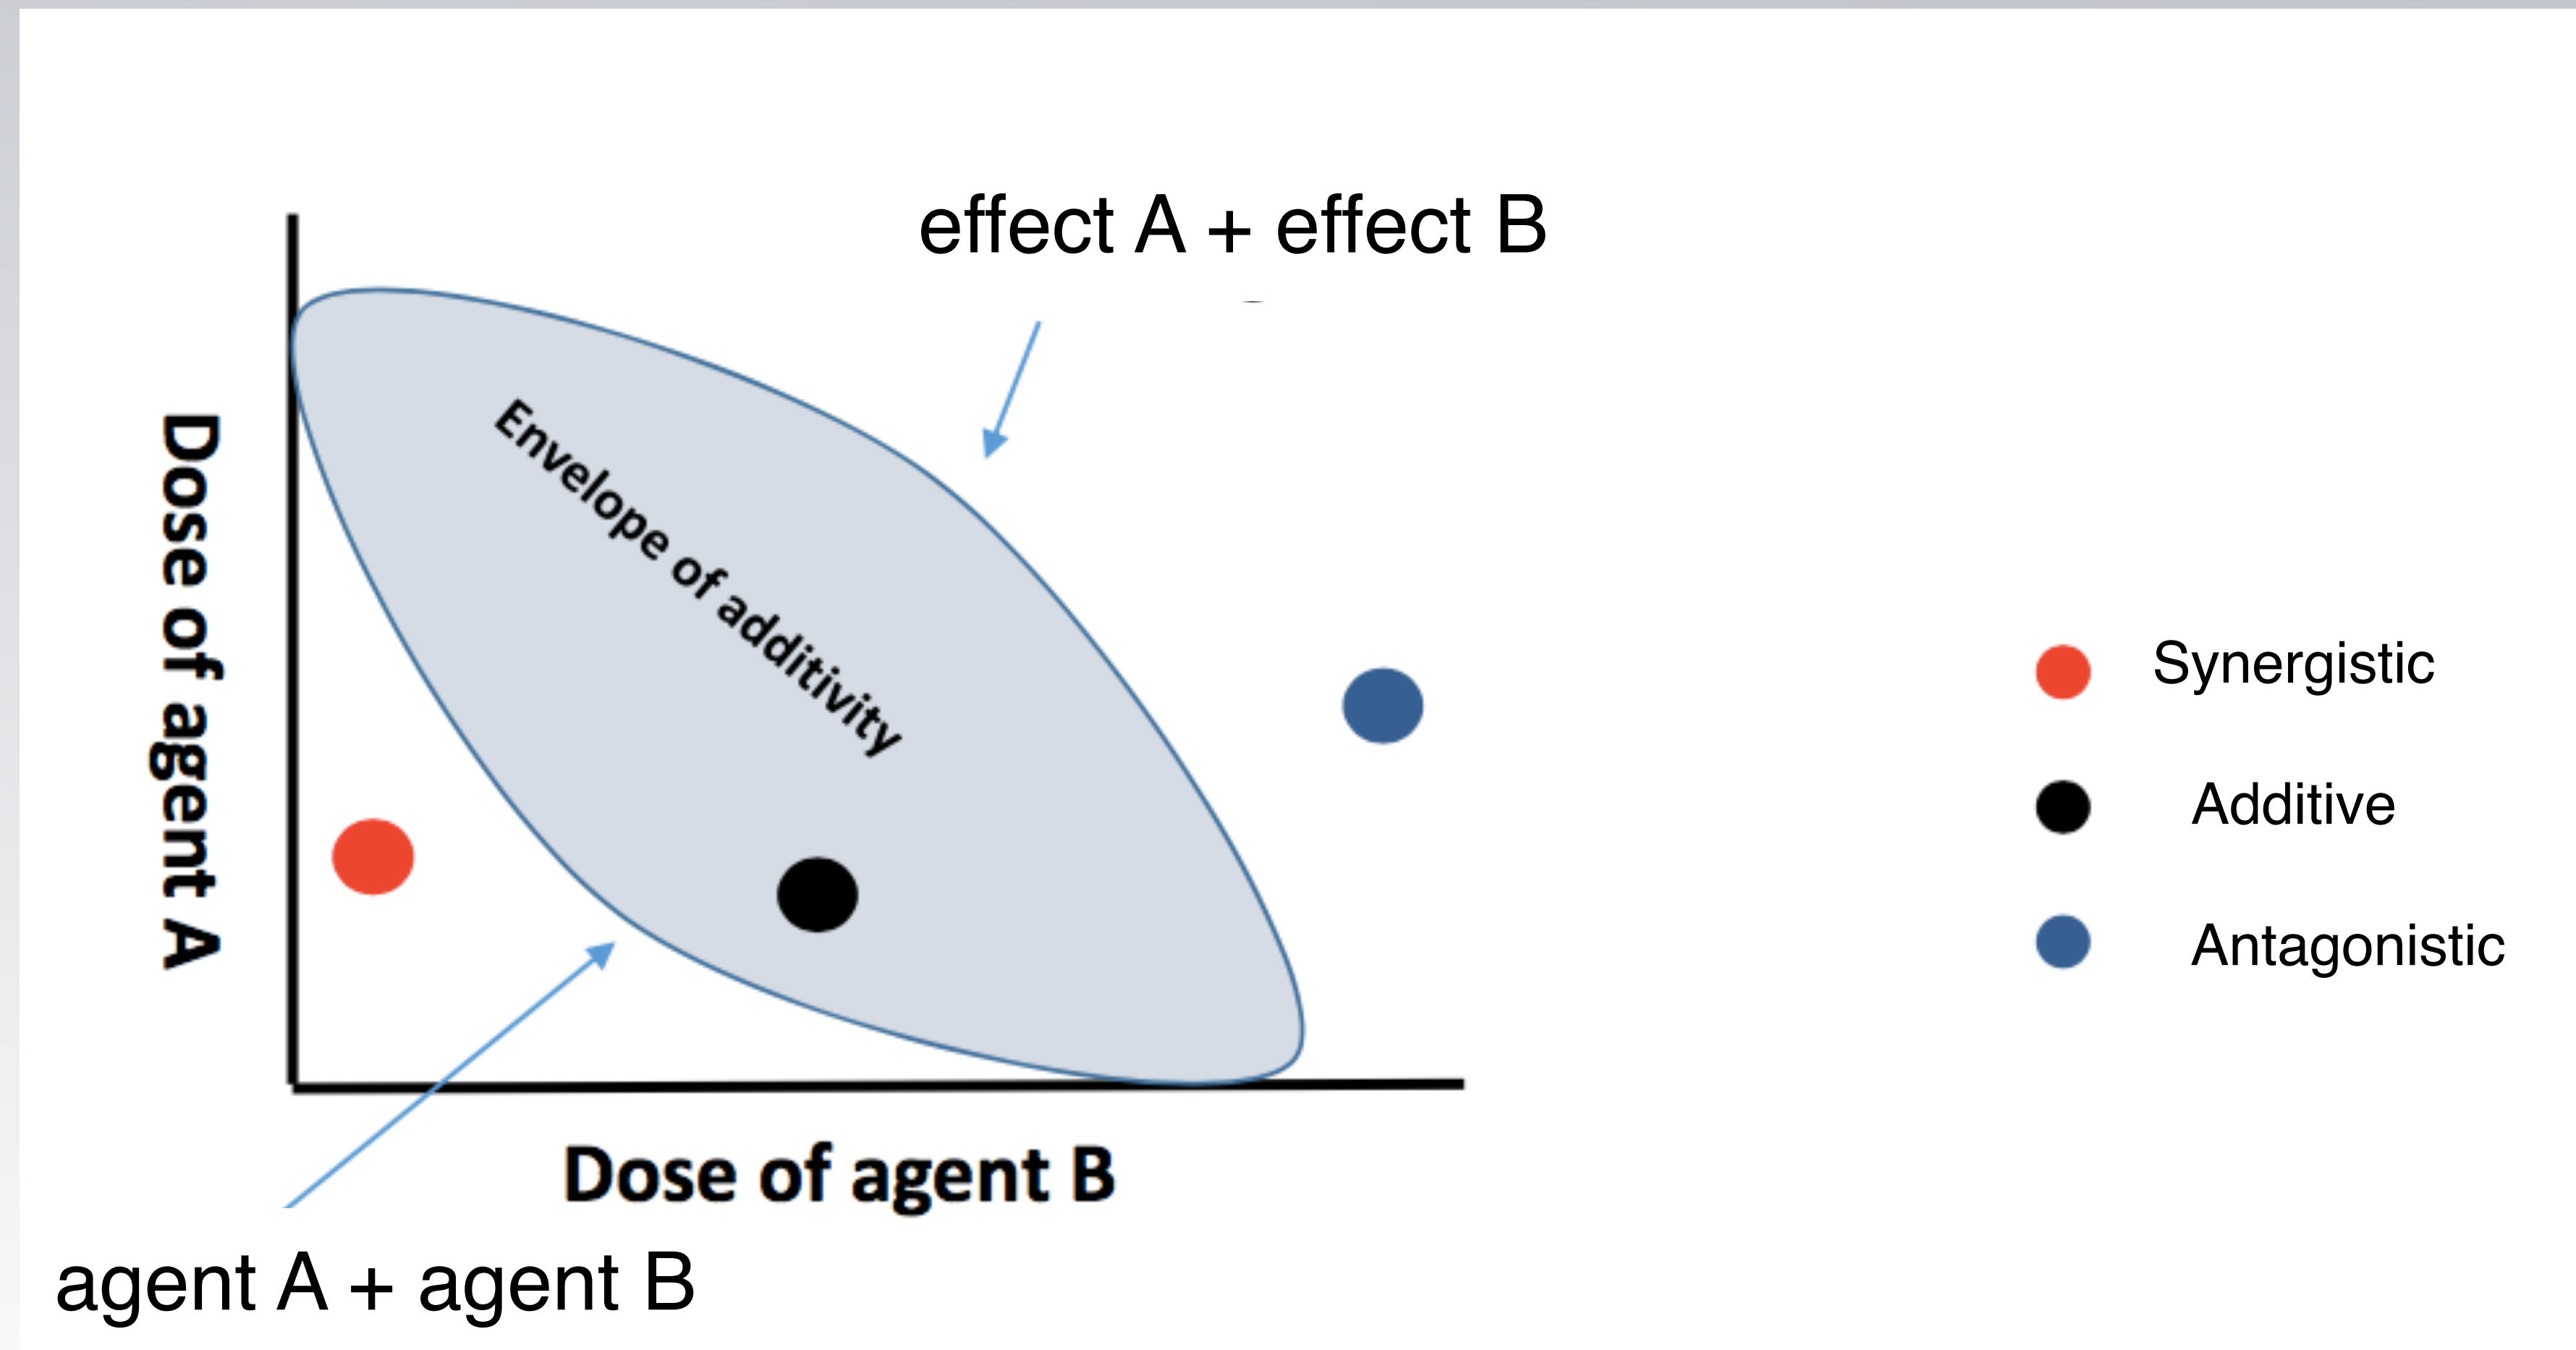 effect A + effect B
Envelope of additivity
Dose of agent A
Synergistic
Additive
Antagonistic
Dose of agent B
agent A + agent B